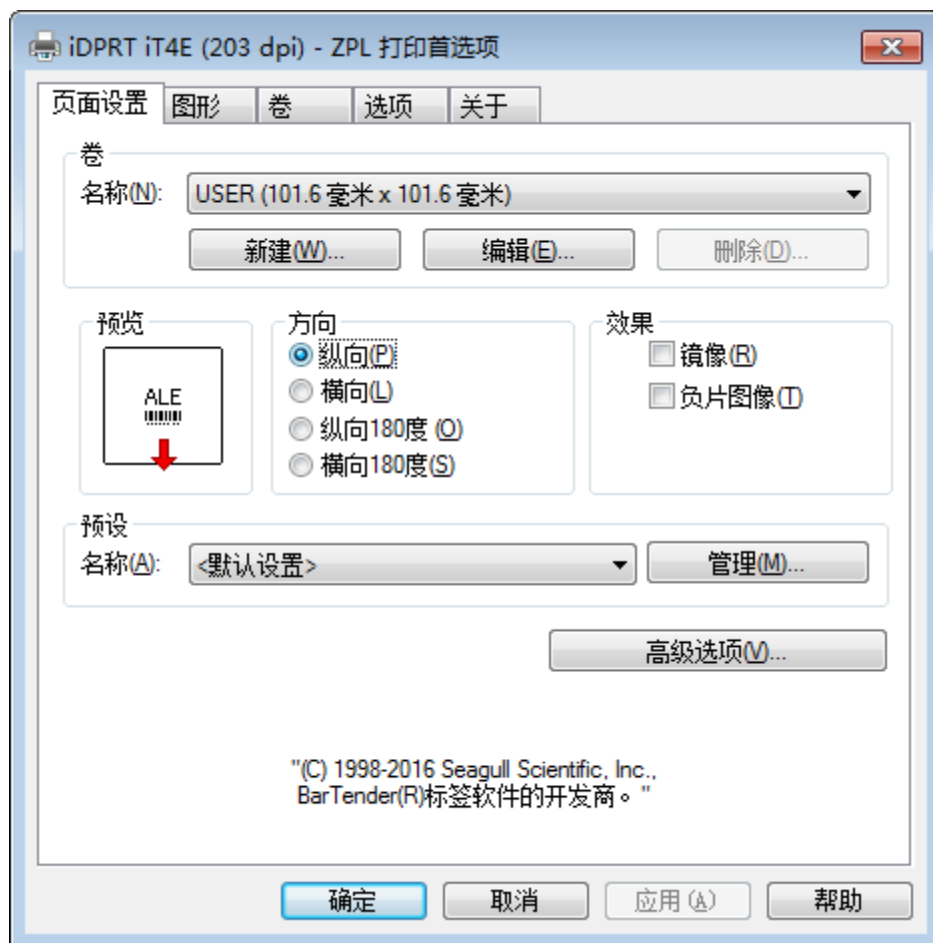 iDPRT iT4E (203 dpi) - ZPL 打印首选项
页面设置 图形 卷 选项 关于
卷
名称(N): USER (101.6 毫米 x 101.6 毫米)
新建(W)... 编辑(E)... 删除(D)...
预览 方向 效果
纵向(P) 镜像(R)
ALE 横向(L) 负片图像(T)
纵向180度 (O)
横向180度(S)
预设
名称(A): <默认设置> 管理(M)...
高级选项(V)...
"(C) 1998-2016 Seagull Scientific, Inc.,
BarTender(R)标签软件的开发商。"
确定 取消 应用 (A) 帮助